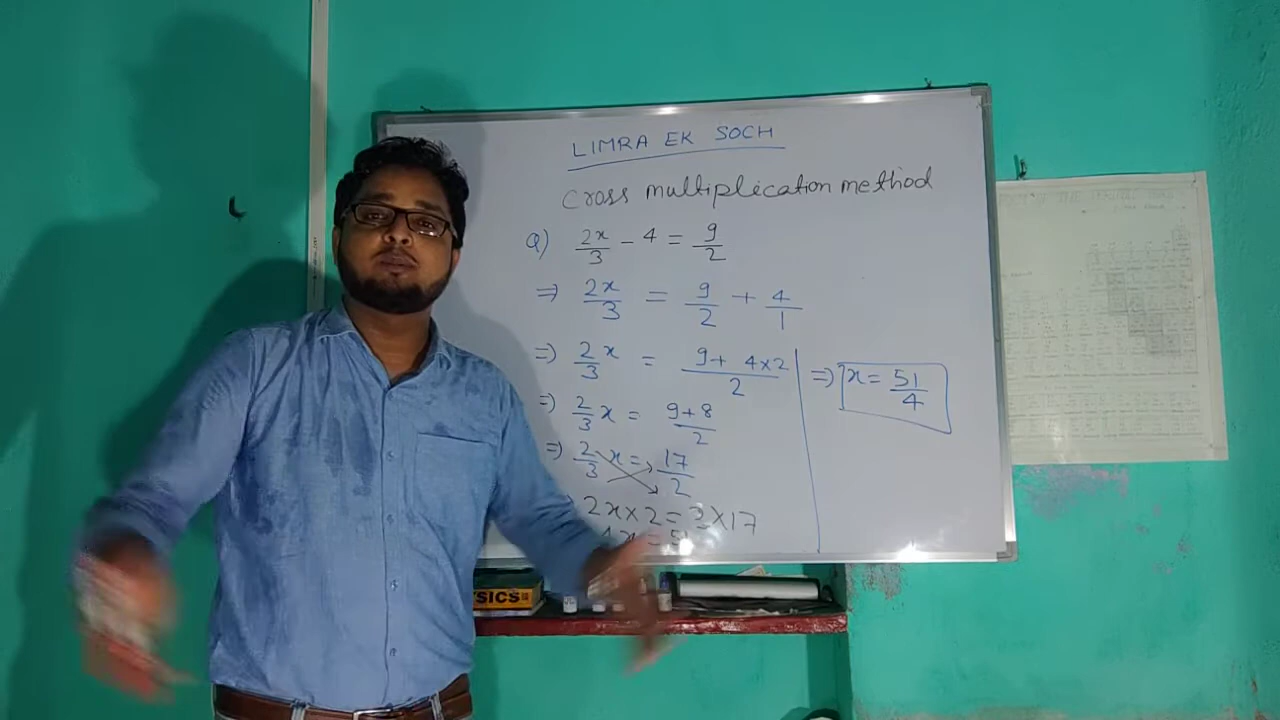 LIMRA EK SOCH
Cross multiplication method
Q) 2x/3 - 4 = 9/2
⇒ 2x/3 = 9/2 + 4/1
⇒ 2/3 x = 9+ 4×2/2
⇒ 2/3 x = 9+8/2
⇒ 2/3 x = 17/2
2x×2 = 3×17
4x = 51
⇒ x = 51/4
SICS